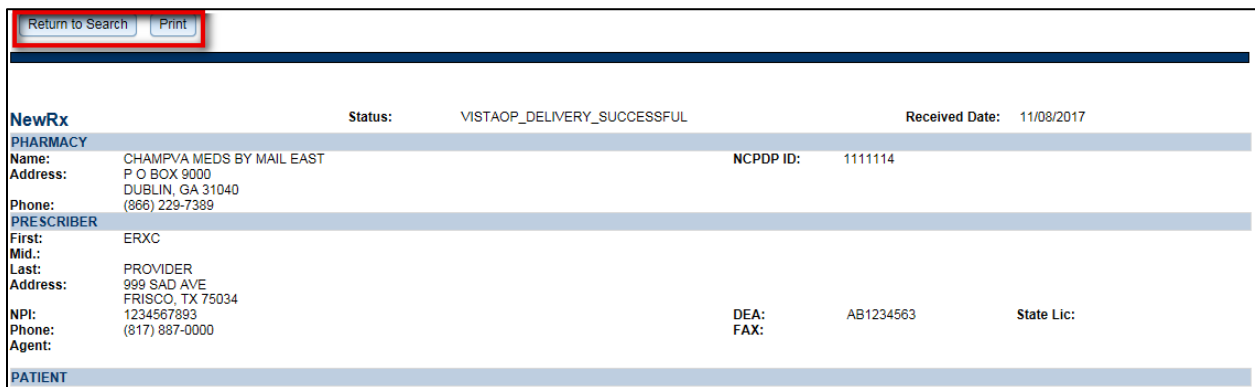 Return to Search Print
NewRx Status: VISTAOP_DELIVERY_SUCCESSFUL Received Date: 11/08/2017
PHARMACY
Name: CHAMPVA MEDS BY MAIL EAST NCPDP ID: 1111114
Address: P O BOX 9000
DUBLIN, GA 31040
Phone: (866) 229-7389
PRESCRIBER
First: ERXC
Mid.:
Last: PROVIDER
Address: 999 SAD AVE
FRISCO, TX 75034
NPI: 1234567893 DEA: AB1234563 State Lic:
Phone: (817) 887-0000 FAX:
Agent:
PATIENT